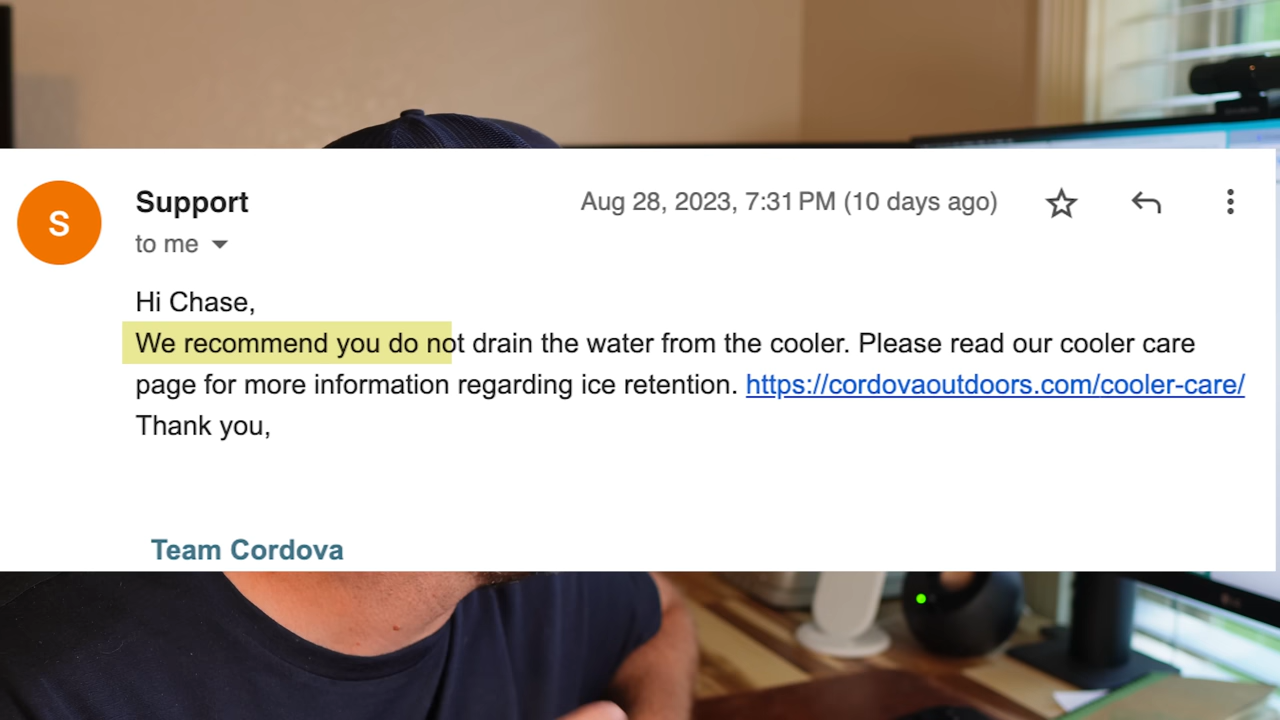 S
Support
Aug 28, 2023, 7:31 PM (10 days ago)
to me
Hi Chase,
We recommend you do not drain the water from the cooler. Please read our cooler care
page for more information regarding ice retention. https://cordovaoutdoors.com/cooler-care/
Thank you,
Team Cordova